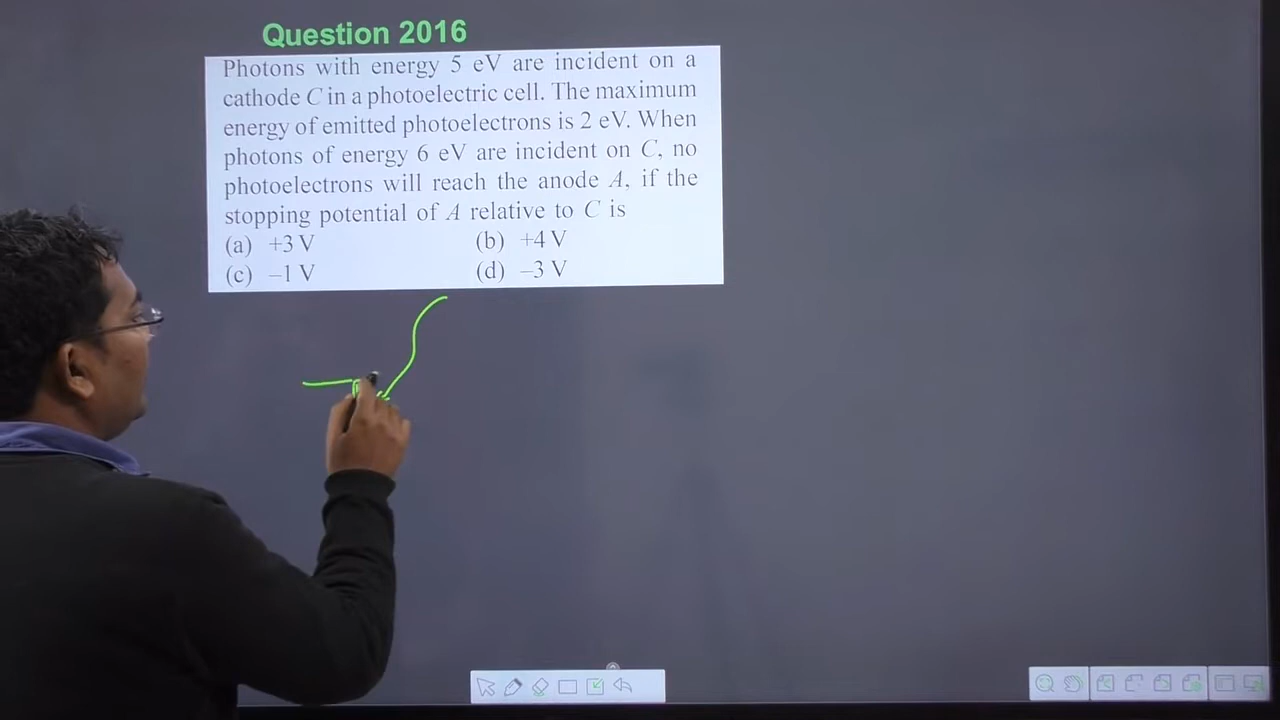 Question 2016
Photons with energy 5 eV are incident on a
cathode C in a photoelectric cell. The maximum
energy of emitted photoelectrons is 2 eV. When
photons of energy 6 eV are incident on C, no
photoelectrons will reach the anode A, if the
stopping potential of A relative to C is
(a) +3 V (b) +4 V
(c) –1 V (d) –3 V